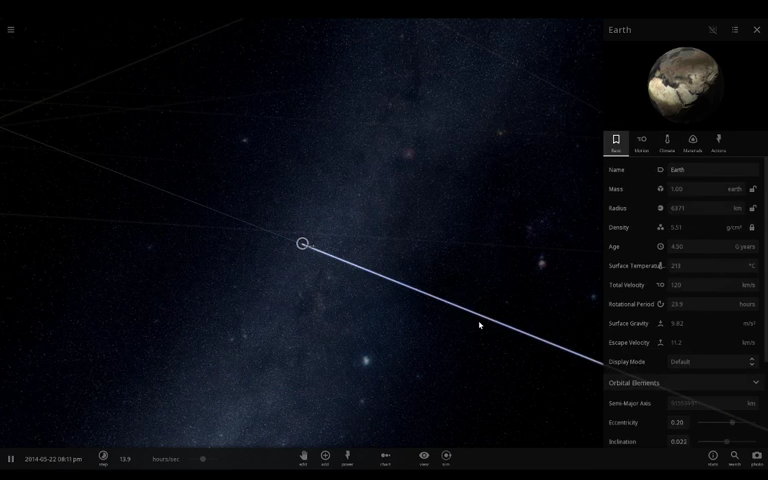 Earth
Basic Motion Climate Materials Actions
Name Earth
Mass 1.00 earth
Radius 6371 km
Density 5.51 g/cm³
Age 4.50 G years
Surface Temperatu 213 °C
Total Velocity 120 km/s
Rotational Period 23.9 hours
Surface Gravity 9.82 m/s²
Escape Velocity 11.2 km/s
Display Mode Default
Orbital Elements
Semi-Major Axis km
Eccentricity 0.20
Inclination 0.022
2014-05-22 08:11 pm step 13.9 hours/sec add power chart view sim stats search photo